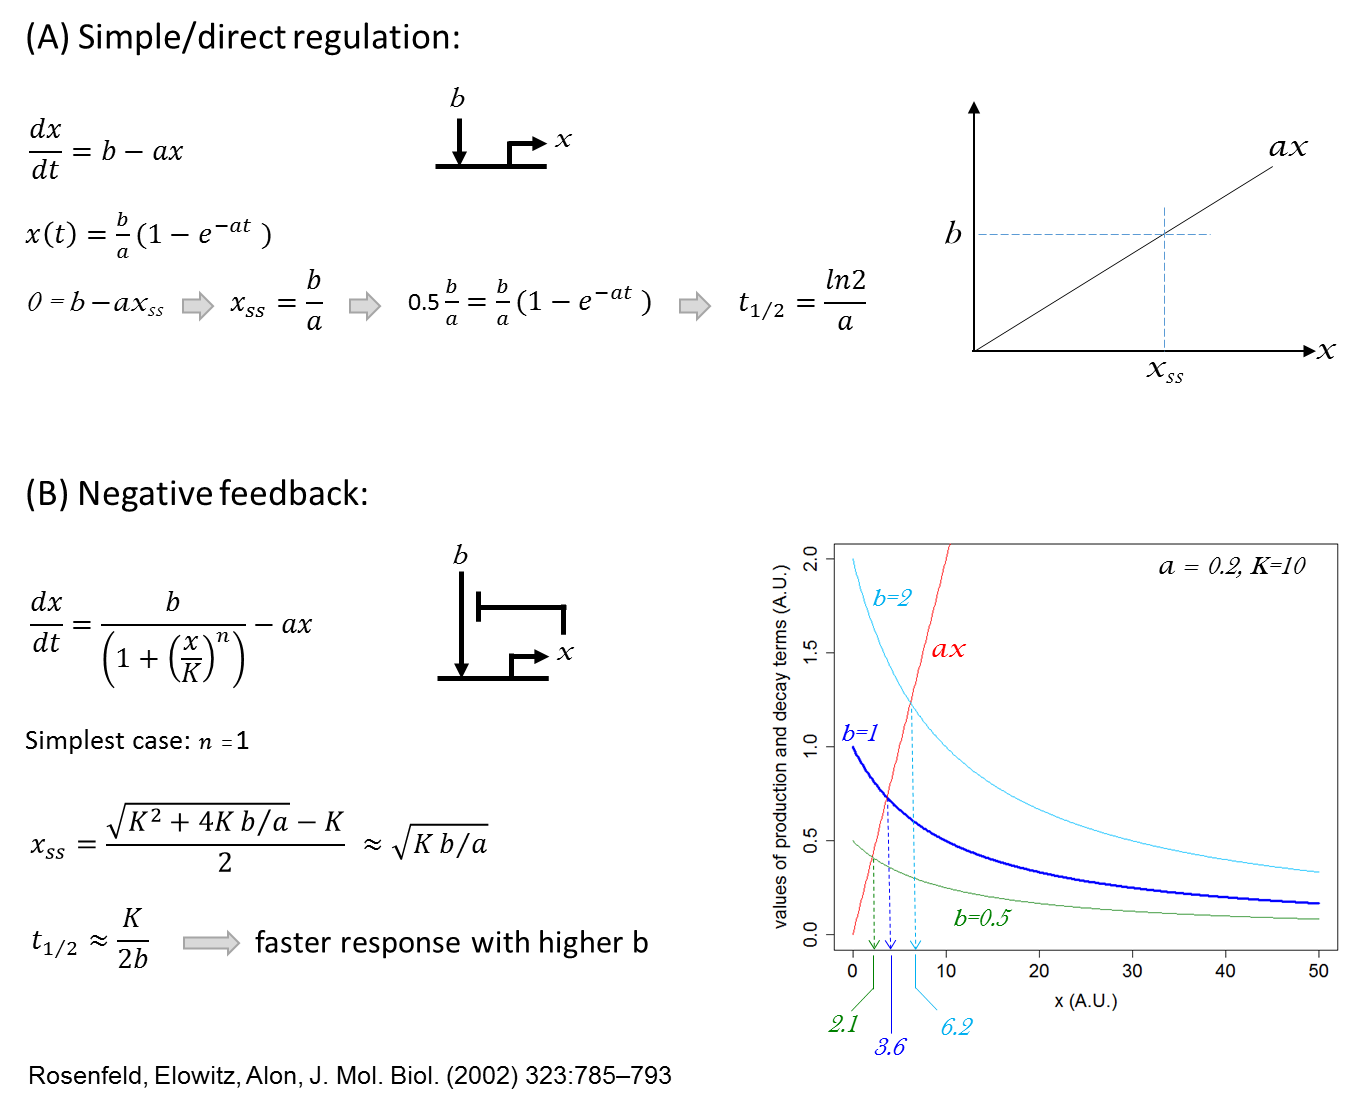 (A) Simple/direct regulation:
dx/dt = b − ax
b
x
x(t) = b/a (1 − e^−at )
0 = b − ax_ss ⇒ x_ss = b/a ⇒ 0.5 b/a = b/a (1 − e^−at ) ⇒ t_1/2 = ln2/a
ax
b
x
x_ss
(B) Negative feedback:
dx/dt = b/(1 + (x/K)^n) − ax
b
x
Simplest case: n = 1
x_ss = (√(K² + 4K b/a) − K)/2 ≈ √(K b/a)
t_1/2 ≈ K/2b ⇒ faster response with higher b
values of production and decay terms (A.U.)
2.0
1.5
1.0
0.5
0.0
a = 0.2, K=10
b=2
ax
b=1
b=0.5
0 10 20 30 40 50
x (A.U.)
2.1
3.6
6.2
Rosenfeld, Elowitz, Alon, J. Mol. Biol. (2002) 323:785–793